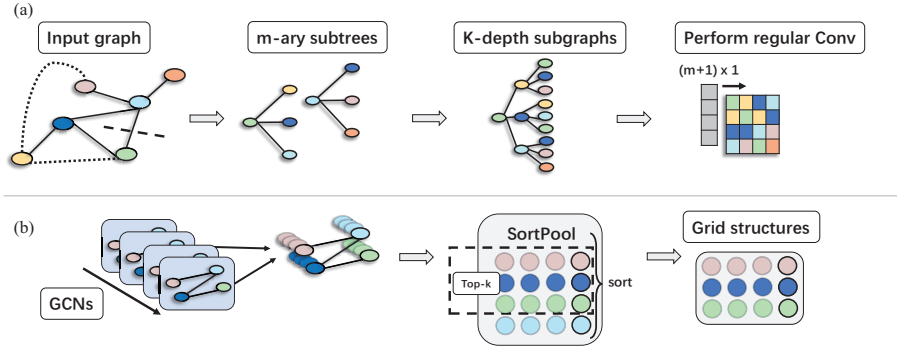 (a)
Input graph
m-ary subtrees
K-depth subgraphs
Perform regular Conv
(m+1) x 1
(b)
GCNs
SortPool
Top-k
sort
Grid structures